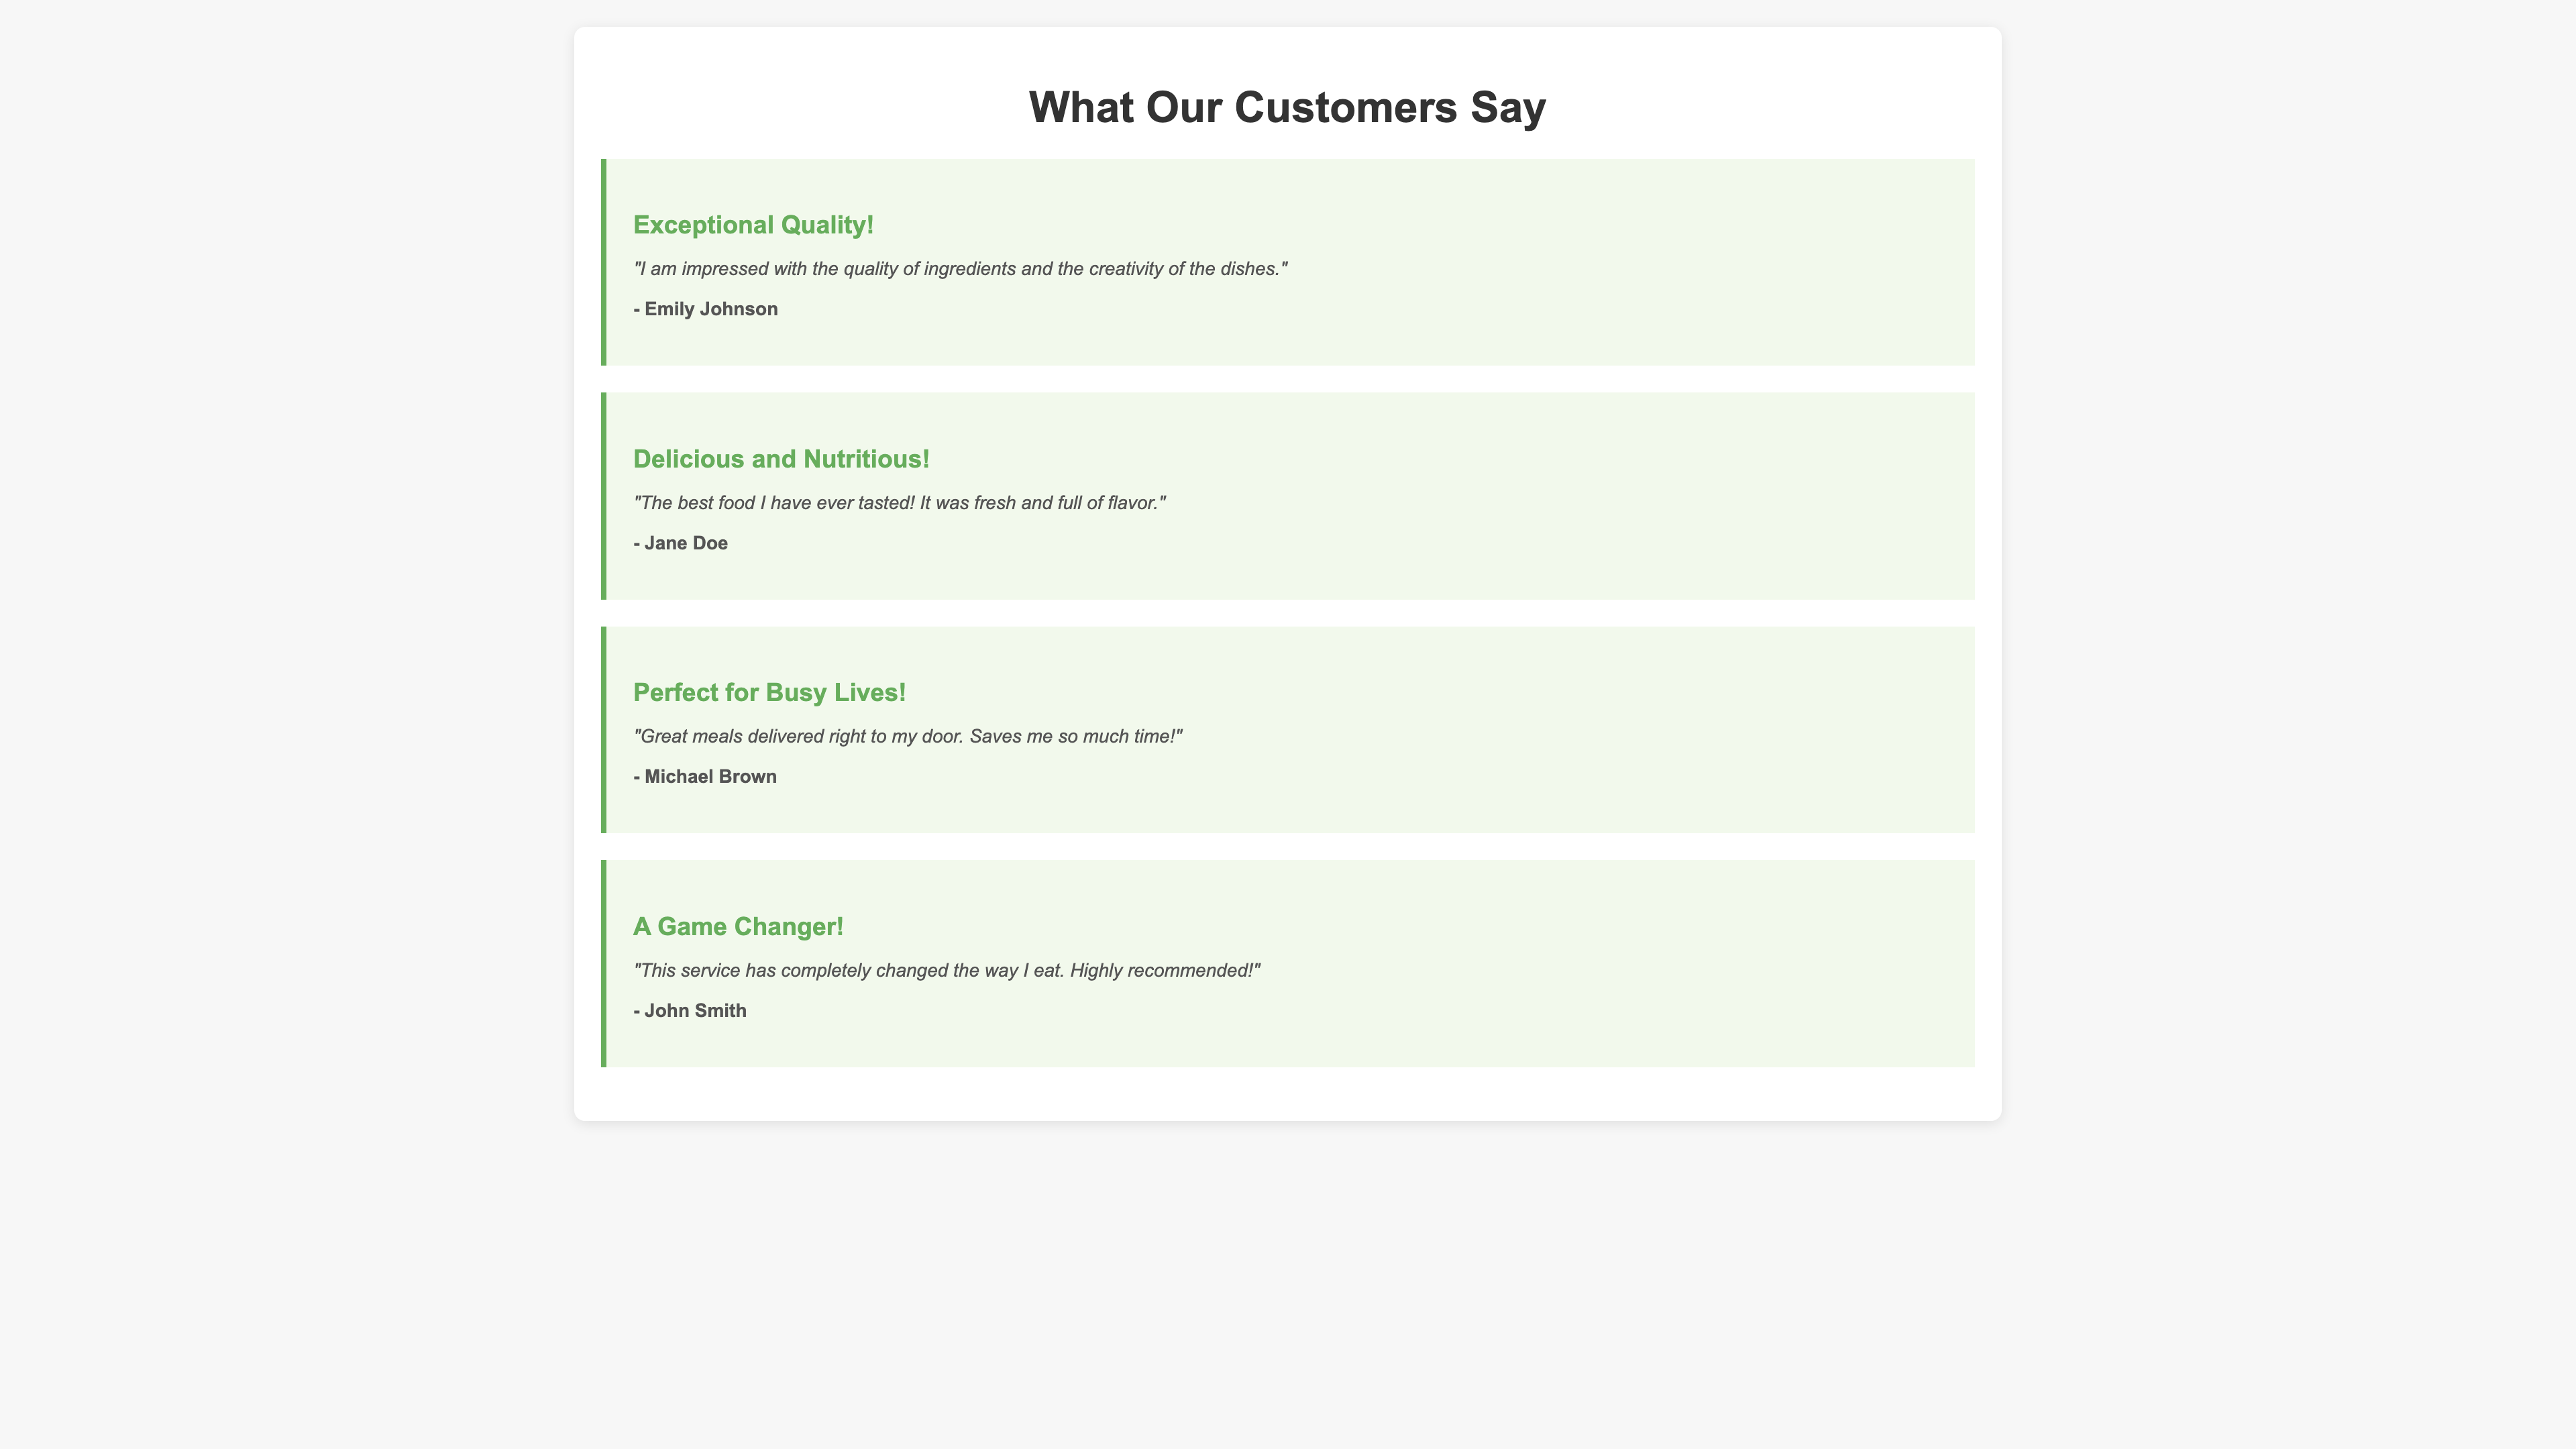 What Our Customers Say
Exceptional Quality!
"I am impressed with the quality of ingredients and the creativity of the dishes."
- Emily Johnson
Delicious and Nutritious!
"The best food I have ever tasted! It was fresh and full of flavor."
- Jane Doe
Perfect for Busy Lives!
"Great meals delivered right to my door. Saves me so much time!"
- Michael Brown
A Game Changer!
"This service has completely changed the way I eat. Highly recommended!"
- John Smith